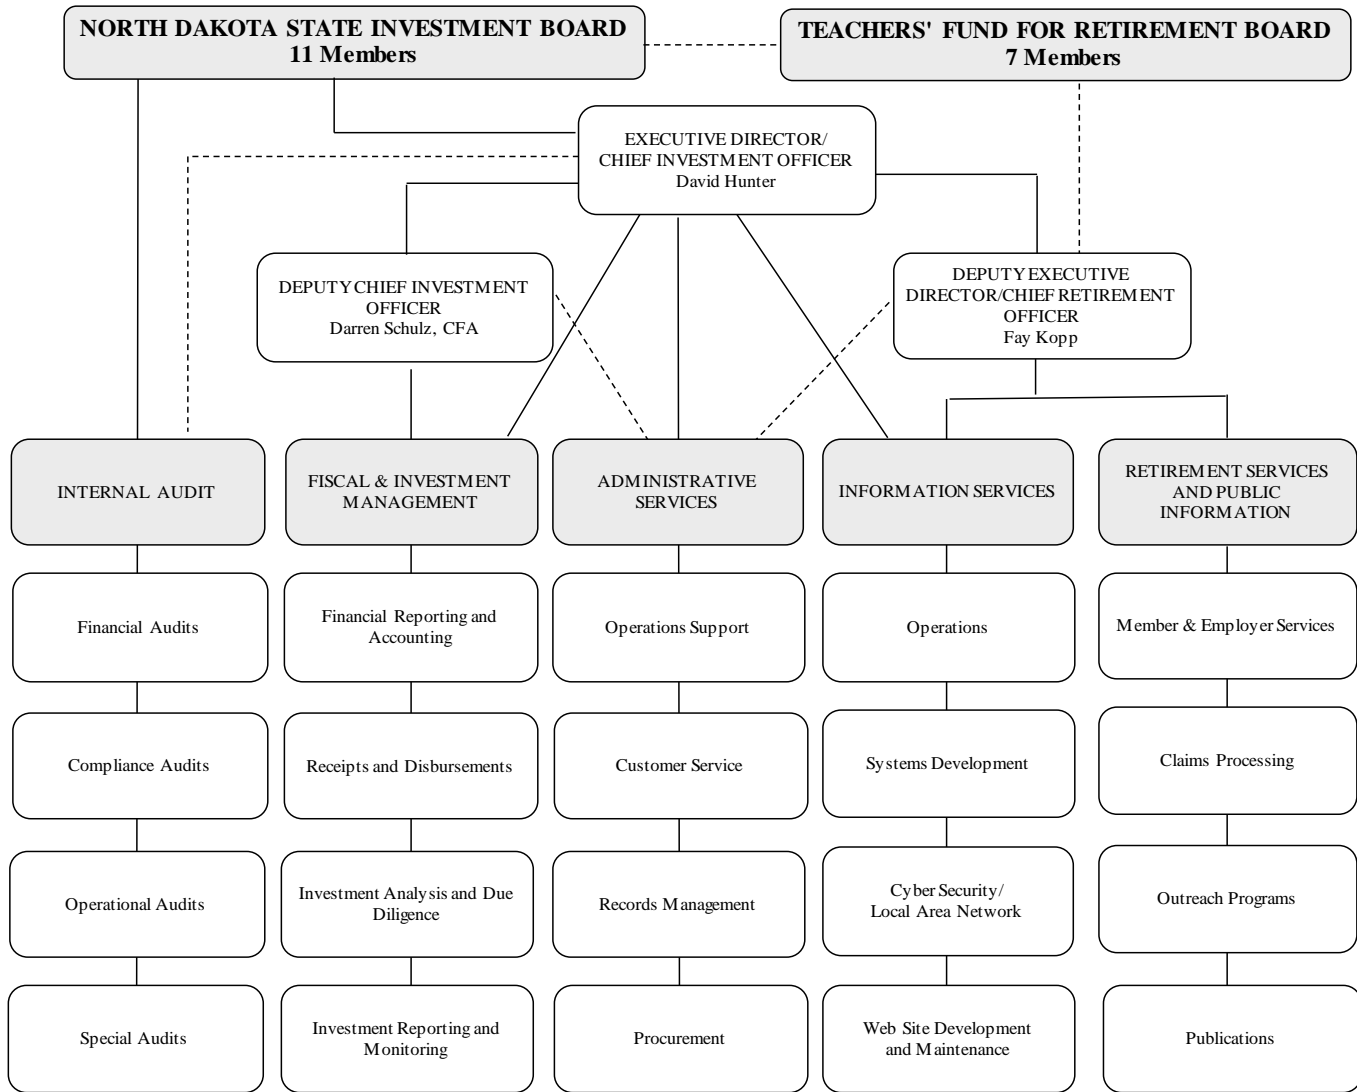 NORTH DAKOTA STATE INVESTMENT BOARD
11 Members
TEACHERS' FUND FOR RETIREMENT BOARD
7 Members
EXECUTIVE DIRECTOR/
CHIEF INVESTMENT OFFICER
David Hunter
DEPUTY CHIEF INVESTMENT
OFFICER
Darren Schulz, CFA
DEPUTY EXECUTIVE
DIRECTOR/CHIEF RETIREMENT
OFFICER
Fay Kopp
INTERNAL AUDIT
FISCAL & INVESTMENT
MANAGEMENT
ADMINISTRATIVE
SERVICES
INFORMATION SERVICES
RETIREMENT SERVICES
AND PUBLIC
INFORMATION
Financial Audits
Financial Reporting and
Accounting
Operations Support
Operations
Member & Employer Services
Compliance Audits
Receipts and Disbursements
Customer Service
Systems Development
Claims Processing
Operational Audits
Investment Analysis and Due
Diligence
Records Management
Cyber Security/
Local Area Network
Outreach Programs
Special Audits
Investment Reporting and
Monitoring
Procurement
Web Site Development
and Maintenance
Publications